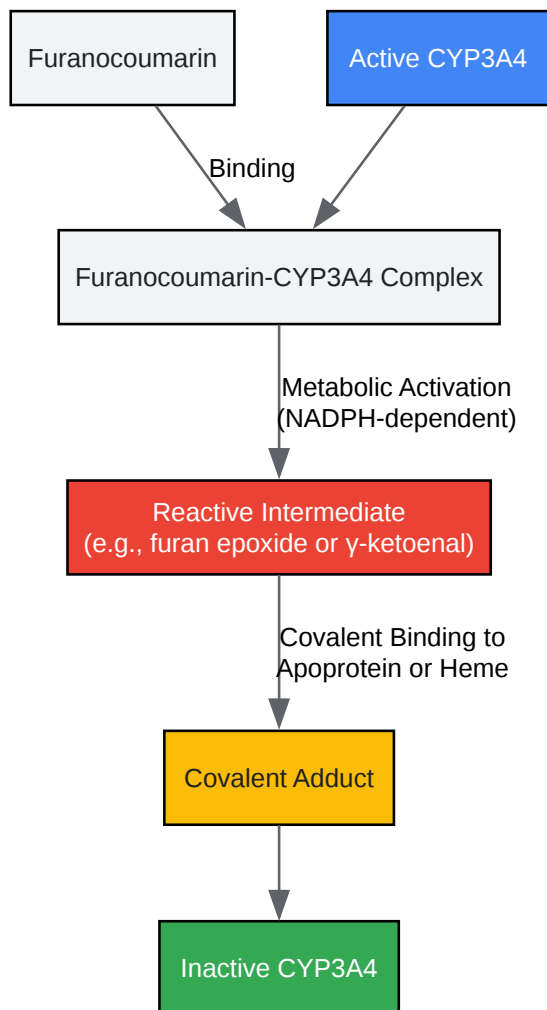 Furanocoumarin
Active CYP3A4
Binding
Furanocoumarin-CYP3A4 Complex
Metabolic Activation
(NADPH-dependent)
Reactive Intermediate
(e.g., furan epoxide or γ-ketoenal)
Covalent Binding to
Apoprotein or Heme
Covalent Adduct
Inactive CYP3A4